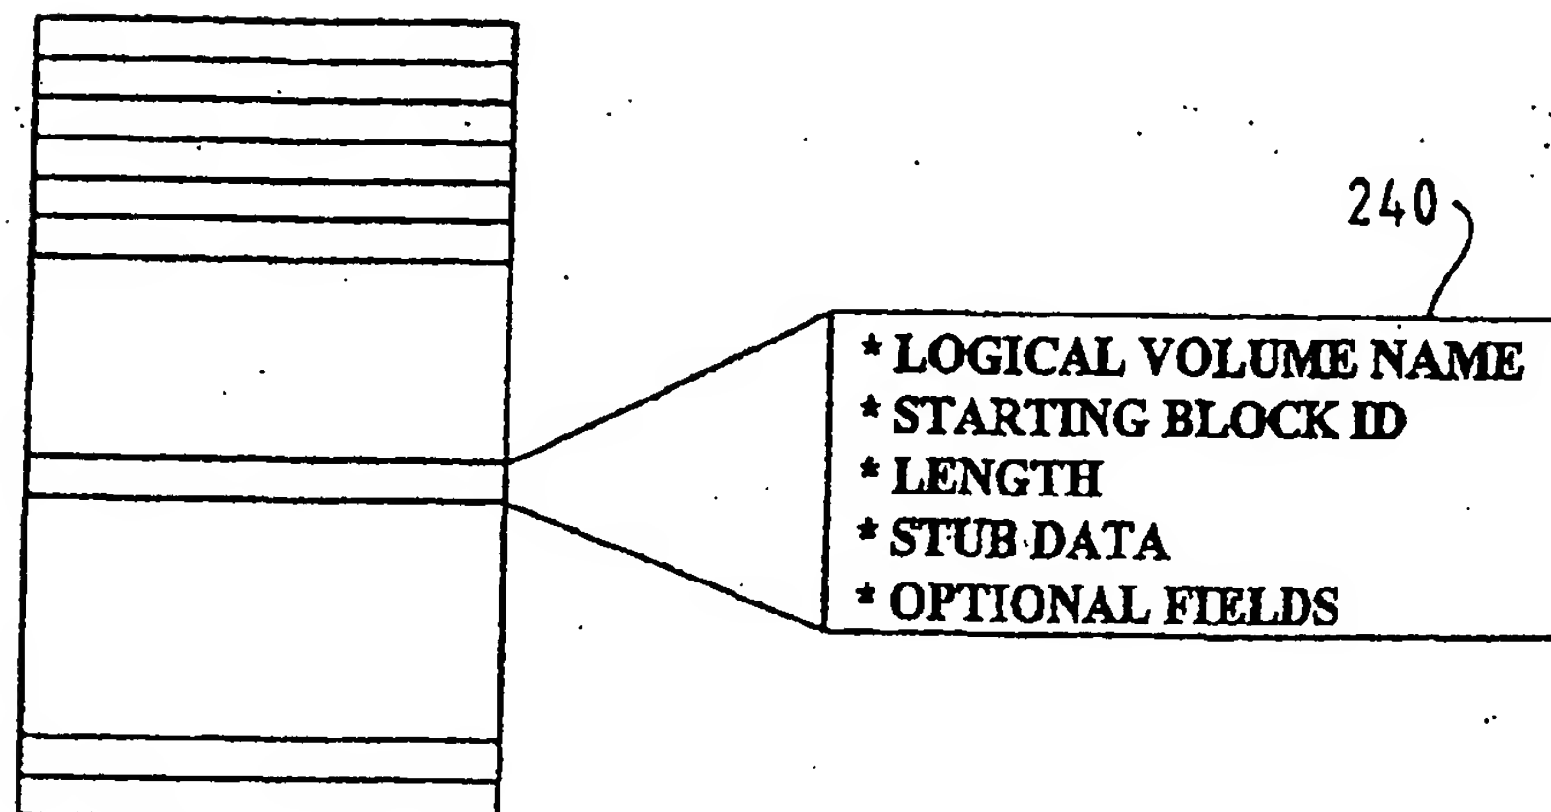 240
* LOGICAL VOLUME NAME
* STARTING BLOCK ID
* LENGTH
* STUB DATA
* OPTIONAL FIELDS